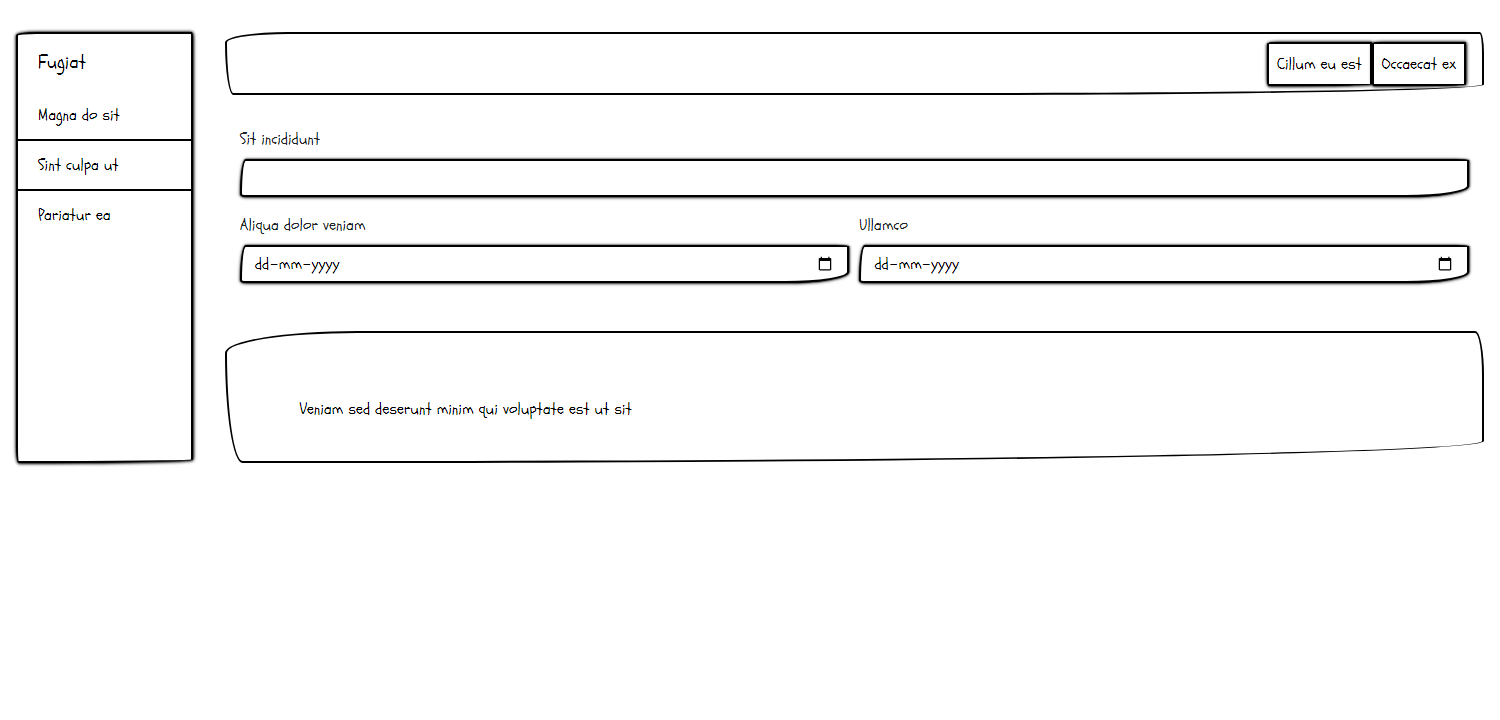 Fugiat
Magna do sit
Sint culpa ut
Pariatur ea
Cillum eu est
Occaecat ex
Sit incididunt
Aliqua dolor veniam
Ullamco
dd-mm-yyyy
dd-mm-yyyy
Veniam sed deserunt minim qui voluptate est ut sit